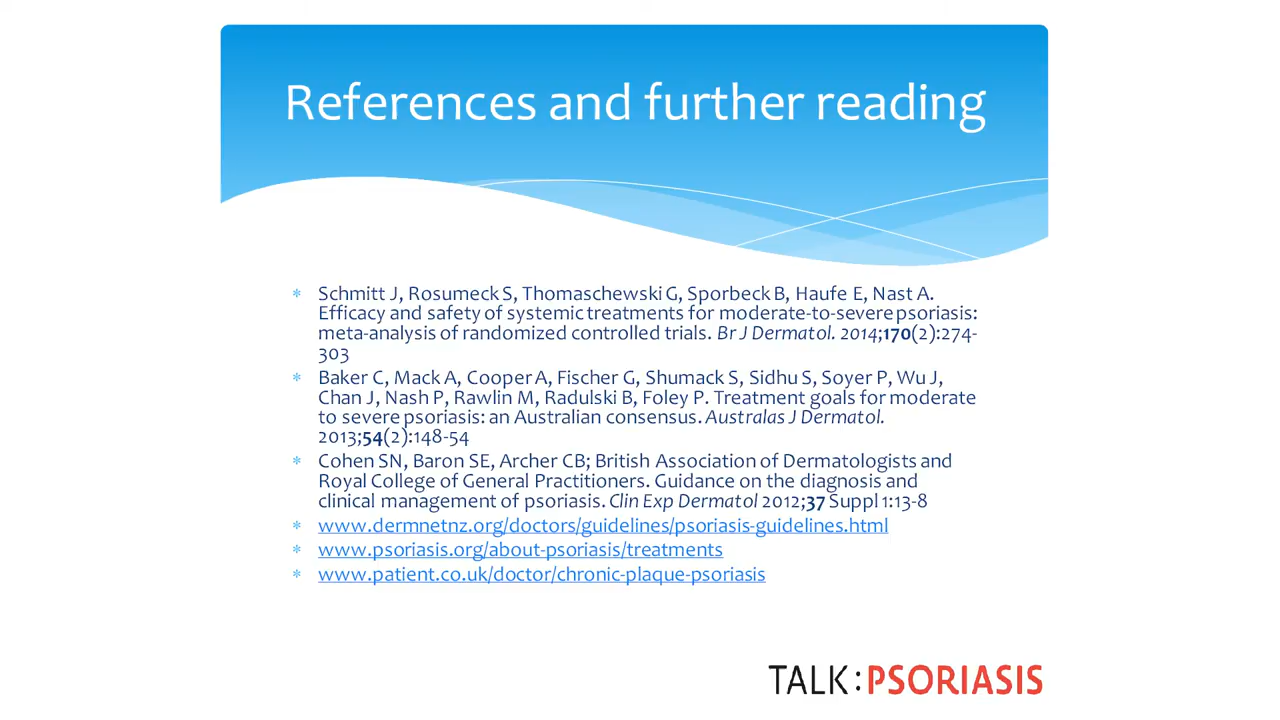 References and further reading
* Schmitt J, Rosumeck S, Thomaschewski G, Sporbeck B, Haufe E, Nast A.
Efficacy and safety of systemic treatments for moderate-to-severe psoriasis:
meta-analysis of randomized controlled trials. Br J Dermatol. 2014;170(2):274-
303
* Baker C, Mack A, Cooper A, Fischer G, Shumack S, Sidhu S, Soyer P, Wu J,
Chan J, Nash P, Rawlin M, Radulski B, Foley P. Treatment goals for moderate
to severe psoriasis: an Australian consensus. Australas J Dermatol.
2013;54(2):148-54
* Cohen SN, Baron SE, Archer CB; British Association of Dermatologists and
Royal College of General Practitioners. Guidance on the diagnosis and
clinical management of psoriasis. Clin Exp Dermatol 2012;37 Suppl 1:13-8
* www.dermnetnz.org/doctors/guidelines/psoriasis-guidelines.html
* www.psoriasis.org/about-psoriasis/treatments
* www.patient.co.uk/doctor/chronic-plaque-psoriasis
TALK:PSORIASIS